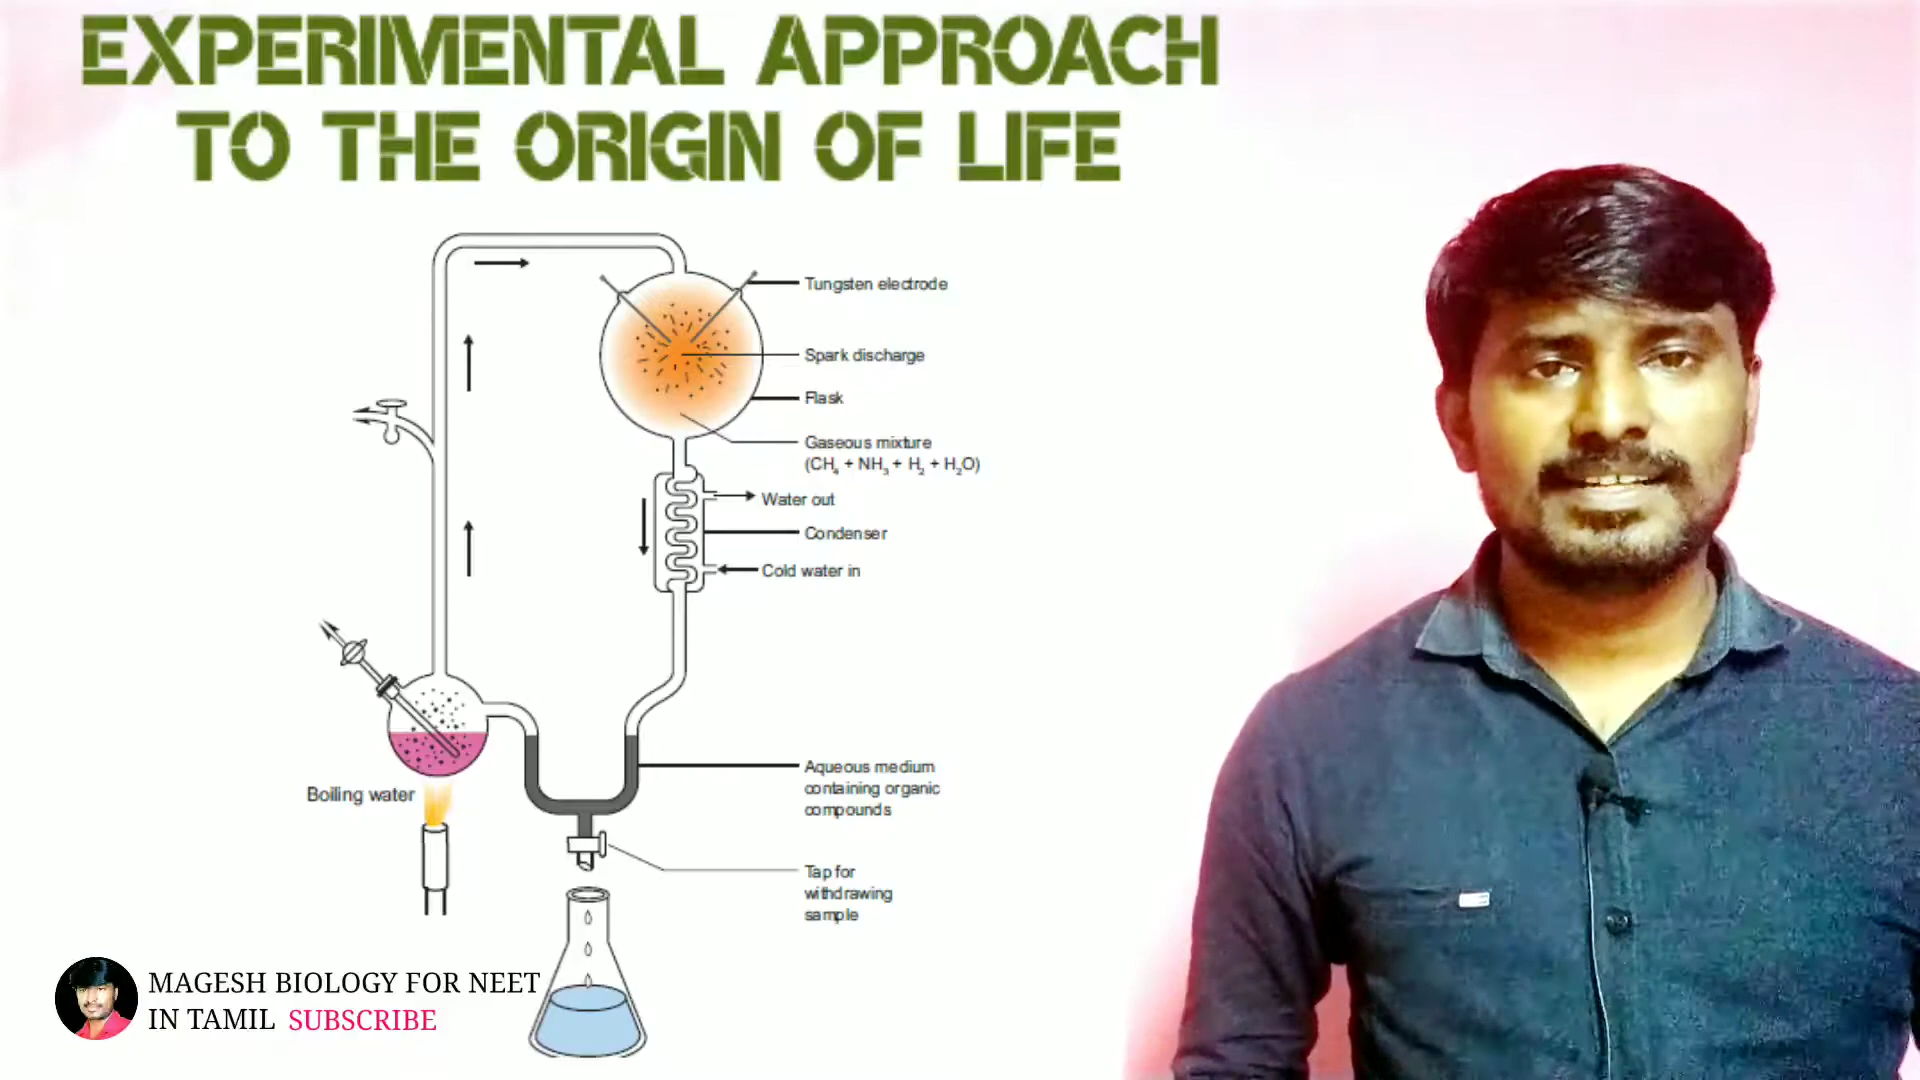 EXPERIMENTAL APPROACH
TO THE ORIGIN OF LIFE
Tungsten electrode
Spark discharge
Flask
Gaseous mixture
(CH₄ + NH₃ + H₂ + H₂O)
Water out
Condenser
Cold water in
Aqueous medium
containing organic
compounds
Boiling water
Tap for
withdrawing
sample
MAGESH BIOLOGY FOR NEET
IN TAMIL SUBSCRIBE